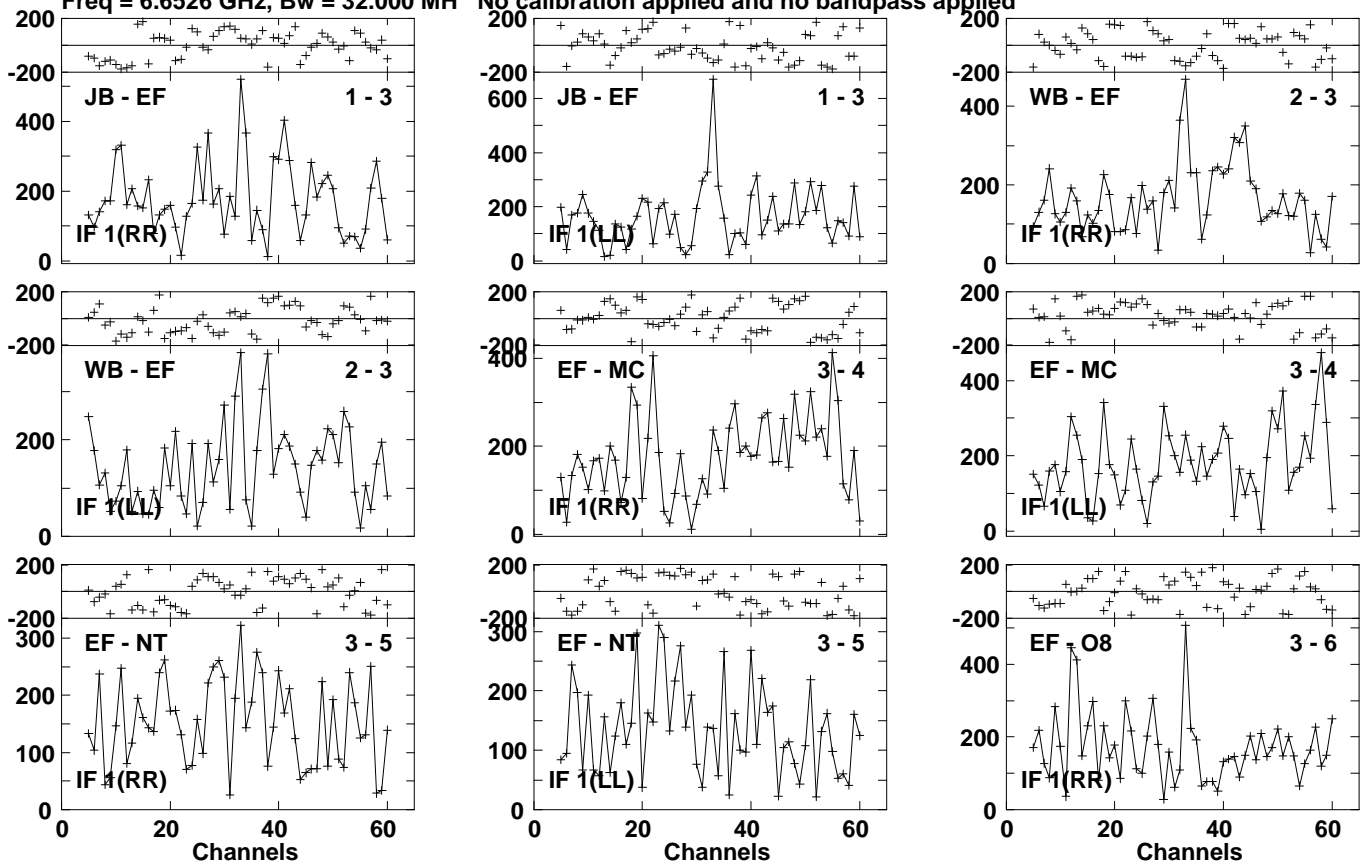 Freq = 6.6526 GHz, Bw = 32.000 MH No calibration applied and no bandpass applied
200
-200
JB - EF 1 - 3
400
200
0
IF 1(RR)
JB - EF 1 - 3
600
400
200
0
IF 1(LL)
WB - EF 2 - 3
400
200
0
IF 1(RR)
200
-200
WB - EF 2 - 3
200
0
IF 1(LL)
200
-200
400
EF - MC 3 - 4
200
0
IF 1(RR)
200
-200
EF - MC 3 - 4
400
200
0
IF 1(LL)
200
-200
300
EF - NT 3 - 5
200
100
0
IF 1(RR)
0 20 40 60
Channels
200
-200
300
EF - NT 3 - 5
200
100
0
IF 1(LL)
0 20 40 60
Channels
200
-200
EF - O8 3 - 6
400
200
0
IF 1(RR)
0 20 40 60
Channels